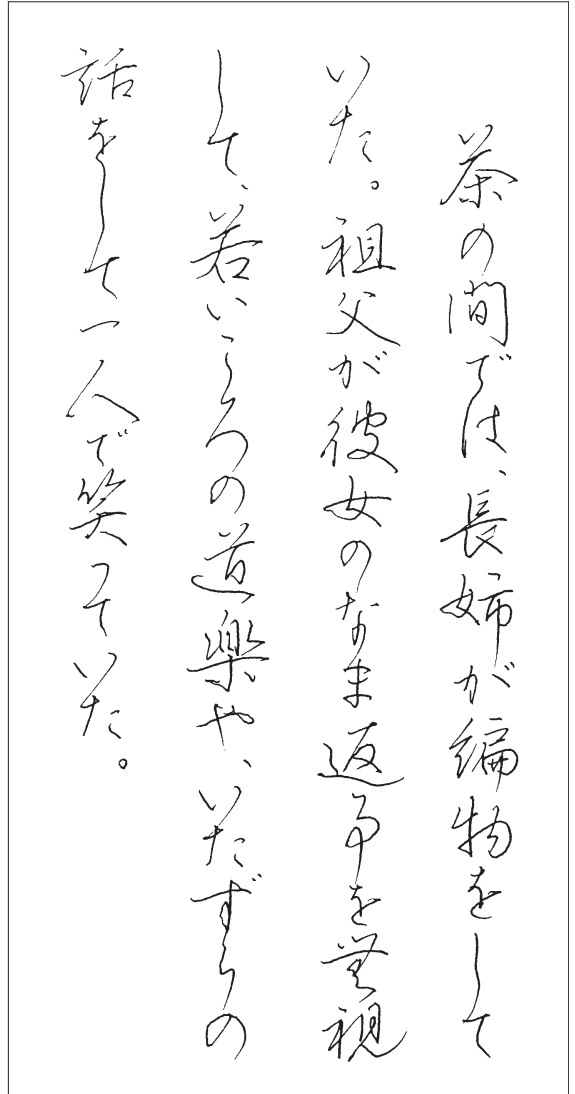 茶の間では、長姉が編物をして
いた。祖父が彼女のなま返事を無視
して、若いころの道楽や、いたずらの
話をして一人で笑っていた。